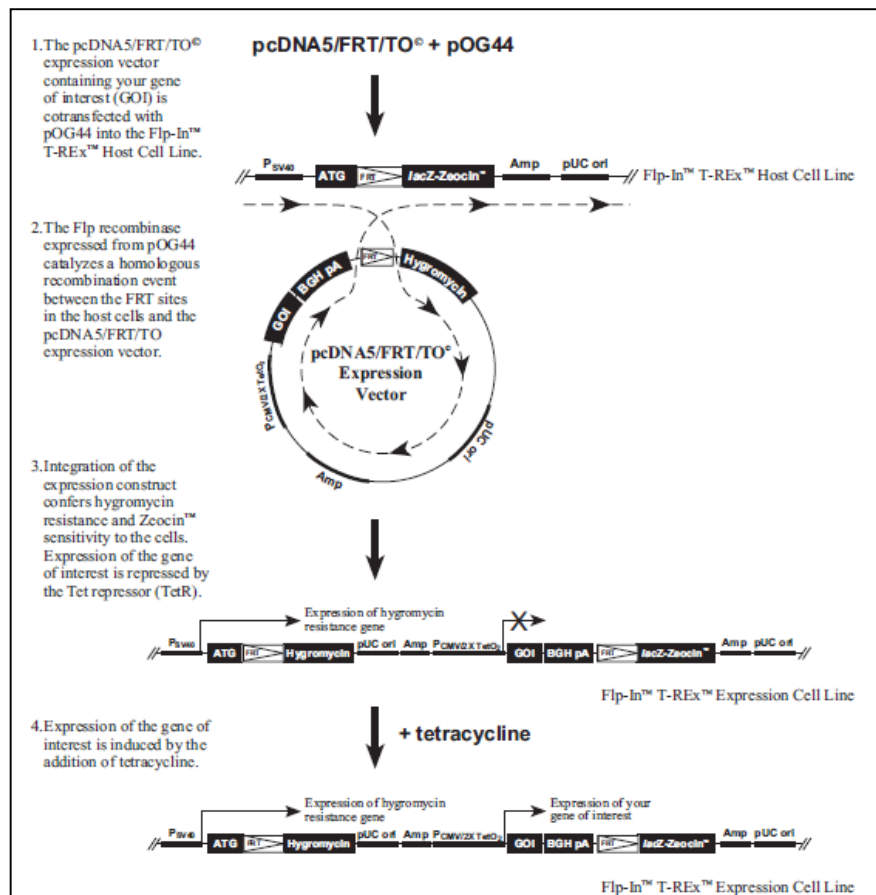 pcDNA5/FRT/TO© + pOG44
1.The pcDNA5/FRT/TO©
expression vector
containing your gene
of interest (GOI) is
cotransfected with
pOG44 into the Flp-In™
T-REx™ Host Cell Line.
PSV40
ATG
FRT
lacZ-Zeocin™
Amp
pUC ori
Flp-In™ T-REx™ Host Cell Line
2.The Flp recombinase
expressed from pOG44
catalyzes a homologous
recombination event
between the FRT sites
in the host cells and the
pcDNA5/FRT/TO
expression vector.
GOI
BGH pA
FRT
Hygromycin
pcDNA5/FRT/TO©
Expression
Vector
PCMV/2X TetO2
Amp
pUC ori
3.Integration of the
expression construct
confers hygromycin
resistance and Zeocin™
sensitivity to the cells.
Expression of the gene
of interest is repressed by
the Tet repressor (TetR).
Expression of hygromycin
resistance gene
X
PSV40
ATG
FRT
Hygromycin
pUC ori
Amp
PCMV/2X TetO2
GOI
BGH pA
FRT
lacZ-Zeocin™
Amp
pUC ori
Flp-In™ T-REx™ Expression Cell Line
4.Expression of the gene of
interest is induced by the
addition of tetracycline.
+ tetracycline
Expression of hygromycin
resistance gene
Expression of your
gene of interest
PSV40
ATG
FRT
Hygromycin
pUC ori
Amp
PCMV/2X TetO2
GOI
BGH pA
FRT
lacZ-Zeocin™
Amp
pUC ori
Flp-In™ T-REx™ Expression Cell Line